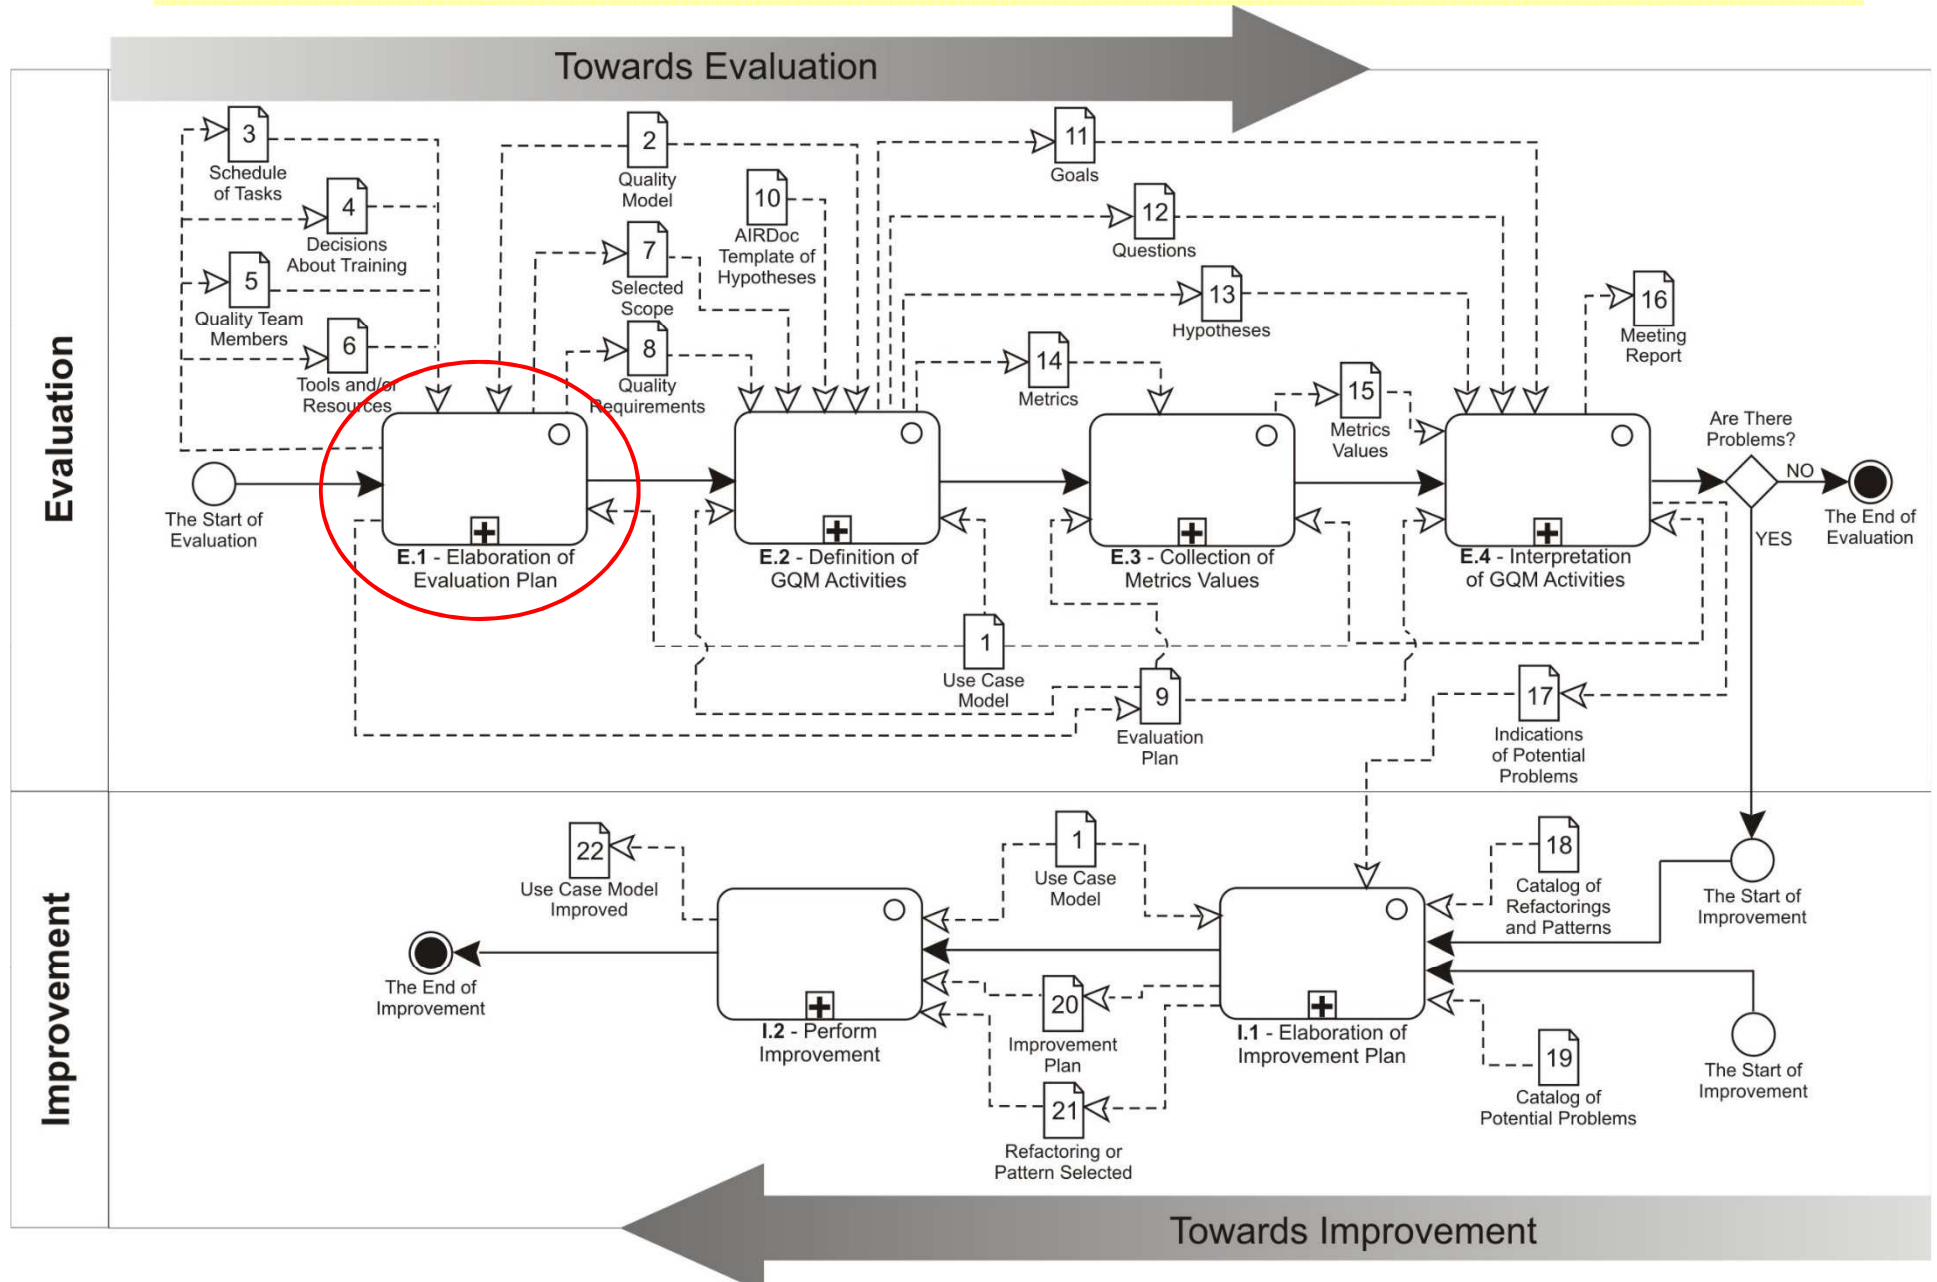 Towards Evaluation
Evaluation
3
Schedule
of Tasks
4
Decisions
About Training
5
Quality Team
Members
6
Tools and/or
Resources
2
Quality
Model
7
Selected
Scope
8
Quality
Requirements
10
AIRDoc
Template of
Hypotheses
11
Goals
12
Questions
13
Hypotheses
14
Metrics
15
Metrics
Values
16
Meeting
Report
Are There
Problems?
NO
YES
The Start of
Evaluation
E.1 - Elaboration of
Evaluation Plan
E.2 - Definition of
GQM Activities
E.3 - Collection of
Metrics Values
E.4 - Interpretation
of GQM Activities
The End of
Evaluation
1
Use Case
Model
9
Evaluation
Plan
17
Indications
of Potential
Problems
Improvement
22
Use Case Model
Improved
1
Use Case
Model
18
Catalog of
Refactorings
and Patterns
The Start of
Improvement
The End of
Improvement
I.2 - Perform
Improvement
20
Improvement
Plan
I.1 - Elaboration of
Improvement Plan
19
Catalog of
Potential Problems
The Start of
Improvement
21
Refactoring or
Pattern Selected
Towards Improvement